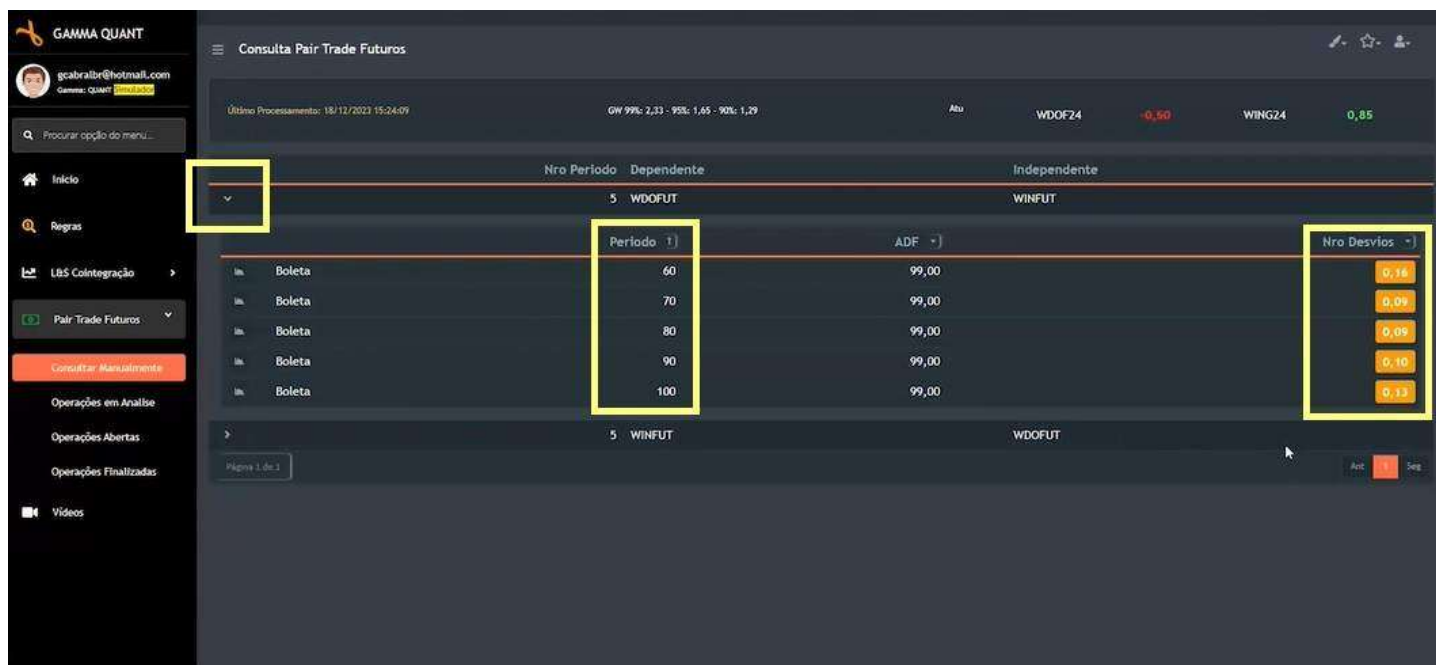 GAMMA QUANT
gcabralbr@hotmail.com
Gamma: QUANT Simulador
Procurar opção do menu...
Inicio
Regras
L&S Cointegração
Pair Trade Futuros
Consultar Manualmente
Operações em Analise
Operações Abertas
Operações Finalizadas
Vídeos
Consulta Pair Trade Futuros
Último Processamento: 18/12/2023 15:24:09 GW 99%: 2,33 - 95%: 1,65 - 90%: 1,29 Atu WDOF24 -0,50 WING24 0,85
Nro Periodo Dependente Independente
5 WDOFUT WINFUT
Periodo 1 ADF Nro Desvios
Boleta 60 99,00 0,16
Boleta 70 99,00 0,09
Boleta 80 99,00 0,09
Boleta 90 99,00 0,10
Boleta 100 99,00 0,13
5 WINFUT WDOFUT
Página 1 de 1 Ant 1 Seg